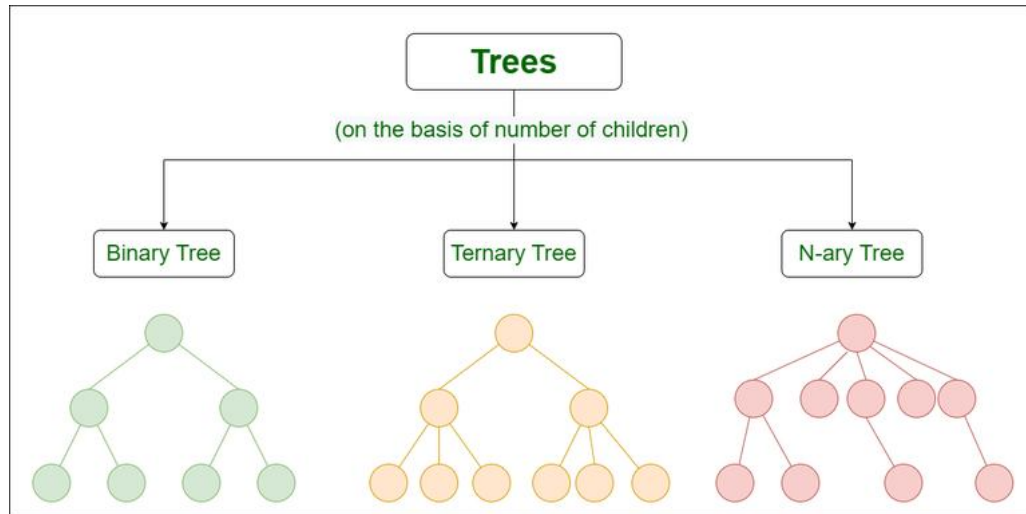 Trees
(on the basis of number of children)
Binary Tree
Ternary Tree
N-ary Tree